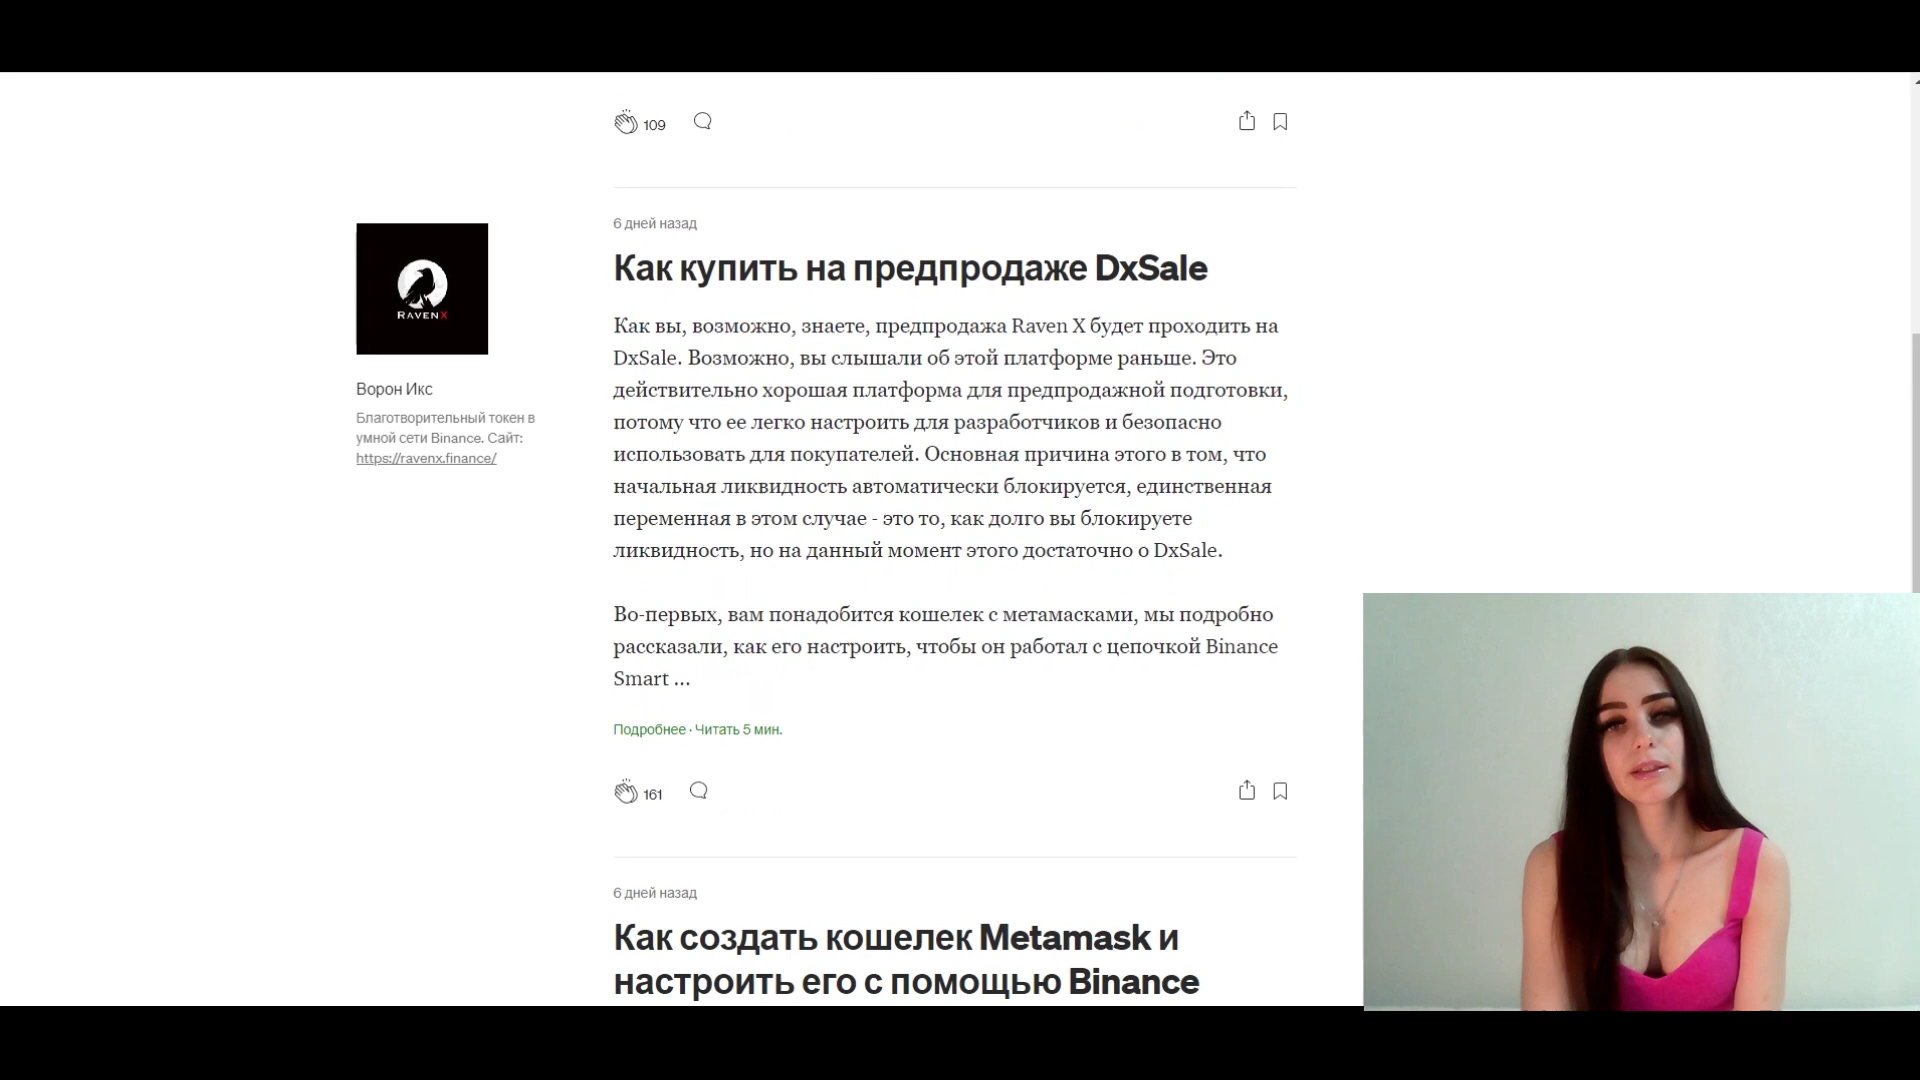 109
6 дней назад
Как купить на предпродаже DxSale
RAVENX
Ворон Икс
Благотворительный токен в
умной сети Binance. Сайт:
https://ravenx.finance/
Как вы, возможно, знаете, предпродажа Raven X будет проходить на
DxSale. Возможно, вы слышали об этой платформе раньше. Это
действительно хорошая платформа для предпродажной подготовки,
потому что ее легко настроить для разработчиков и безопасно
использовать для покупателей. Основная причина этого в том, что
начальная ликвидность автоматически блокируется, единственная
переменная в этом случае - это то, как долго вы блокируете
ликвидность, но на данный момент этого достаточно о DxSale.
Во-первых, вам понадобится кошелек с метамасками, мы подробно
рассказали, как его настроить, чтобы он работал с цепочкой Binance
Smart ...
Подробнее · Читать 5 мин.
161
6 дней назад
Как создать кошелек Metamask и
настроить его с помощью Binance